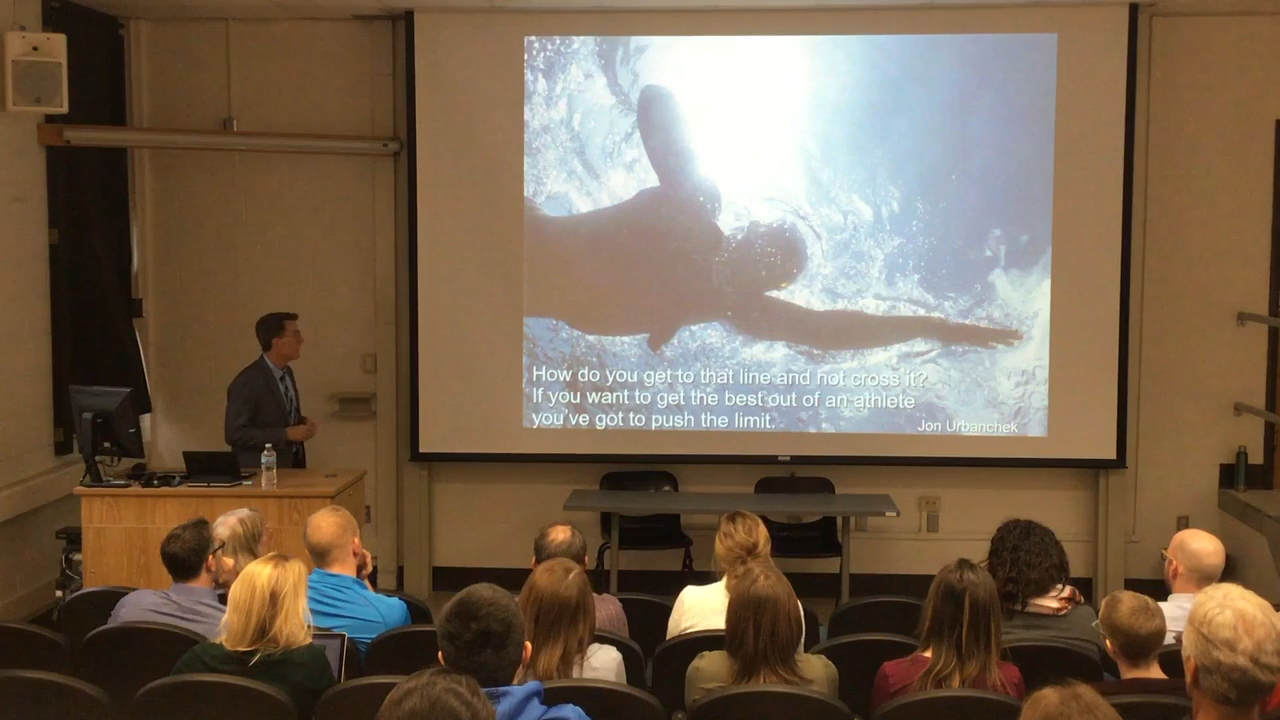 How do you get to that line and not cross it?
If you want to get the best out of an athlete
you've got to push the limit.
Jon Urbanchek